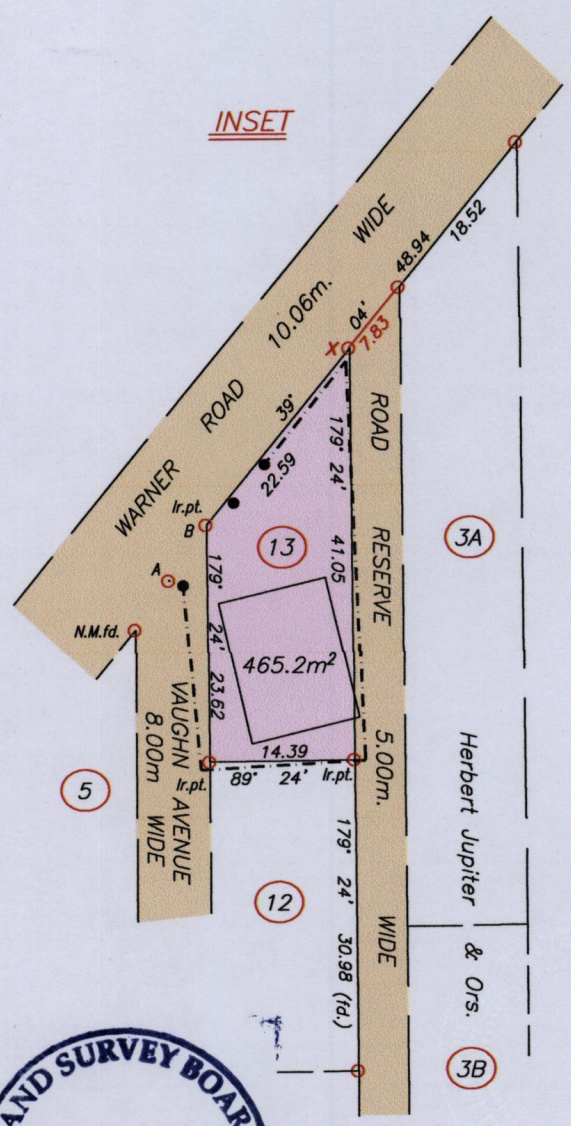 INSET
WARNER ROAD 10.06m. WIDE
18.52
48.94
39° 04'
X 7.83
22.59
Ir.pt.
B
A
N.M.fd.
13
179° 24' 41.05
179° 24' 23.62
465.2m²
14.39
89° 24'
Ir.pt.
Ir.pt.
VAUGHN AVENUE
8.00m WIDE
ROAD RESERVE 5.00m. WIDE
3A
5
12
179° 24' 30.98 (fd.)
Herbert Jupiter & Ors.
3B
AND SURVEY BOAR